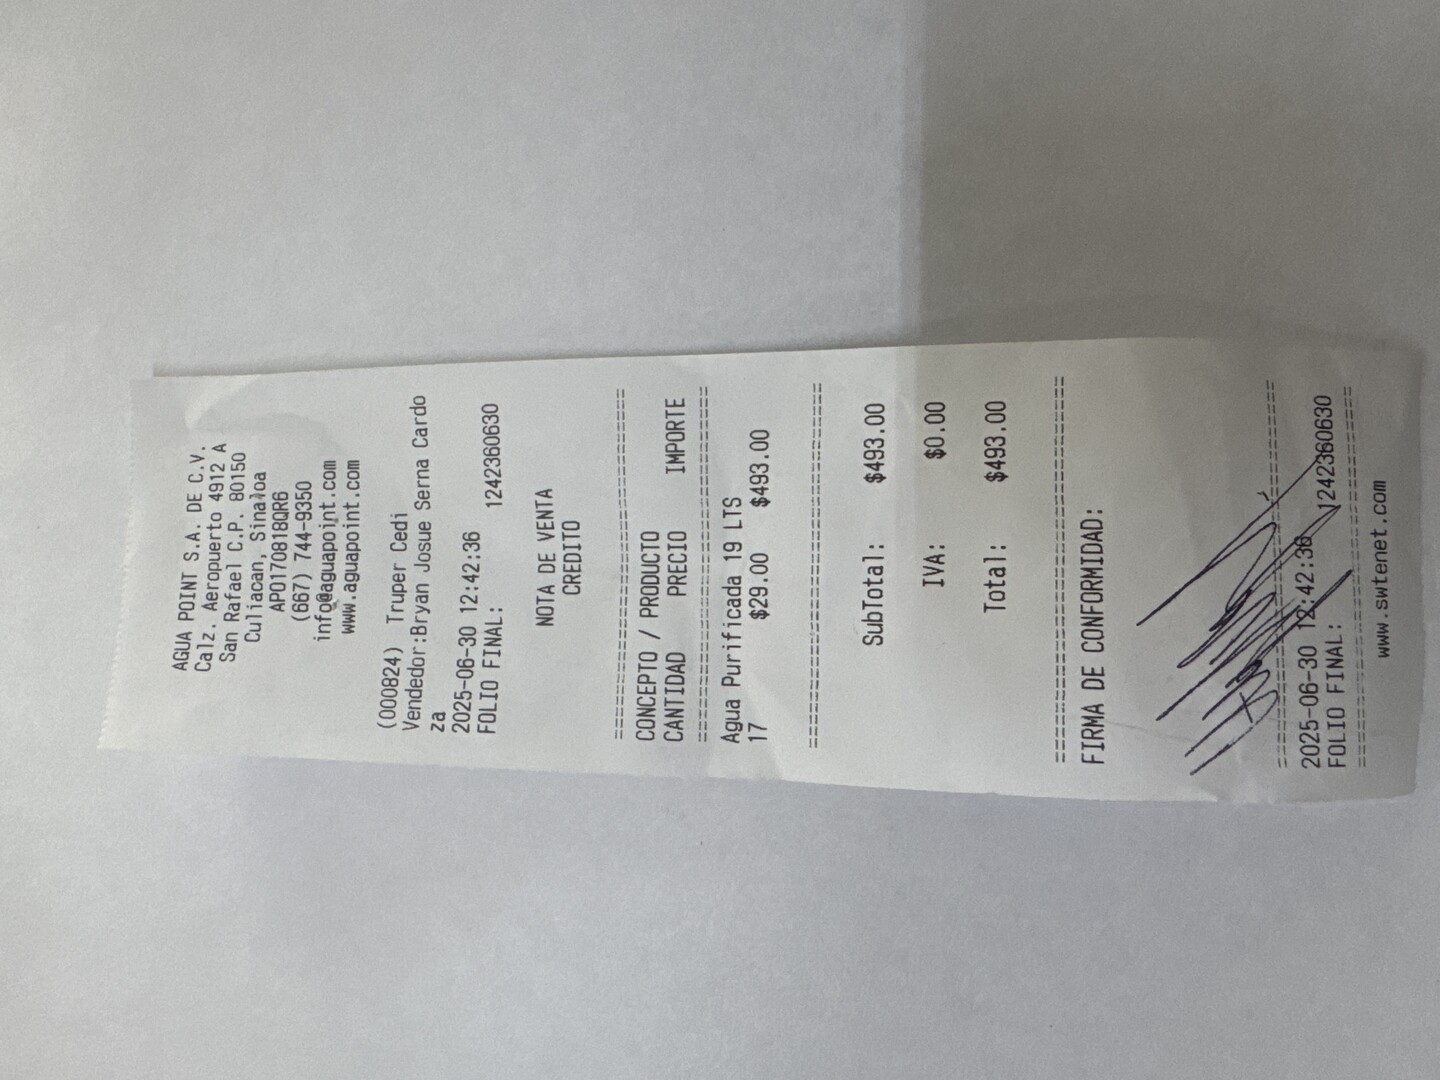 AGUA POINT S.A. DE C.V.
Calz. Aeropuerto 4912 A
San Rafael C.P. 80150
Culiacan, Sinaloa
APO170818QR6
(667) 744-9350
info@aguapoint.com
www.aguapoint.com
(000824) Truper Cedi
Vendedor:Bryan Josue Serna Cardo
za
2025-06-30 12:42:36
FOLIO FINAL: 1242360630
NOTA DE VENTA
CREDITO
================================
CONCEPTO / PRODUCTO
CANTIDAD PRECIO IMPORTE
================================
Agua Purificada 19 LTS
17 $29.00 $493.00
================================
SubTotal: $493.00
IVA: $0.00
Total: $493.00
================================
FIRMA DE CONFORMIDAD:
================================
2025-06-30 12:42:36
FOLIO FINAL: 1242360630
================================
www.swtenet.com